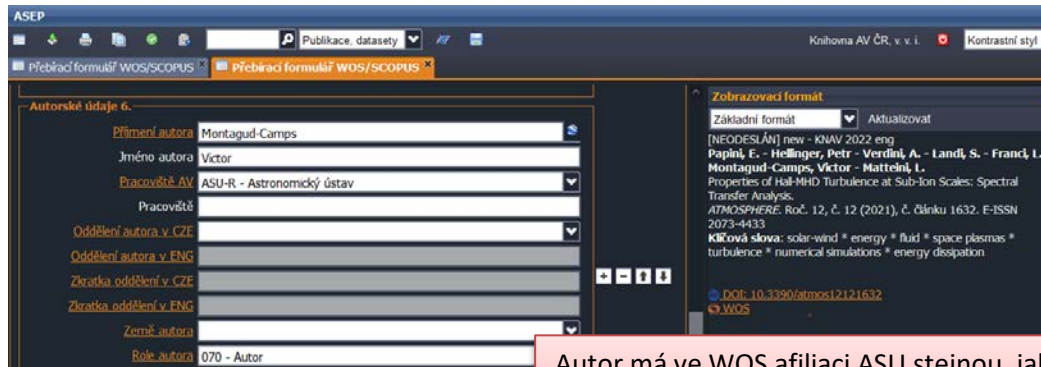 ASEP
Publikace, datasety
Knihovna AV ČR, v. v. i.
Kontrastní styl
Přebírací formulář WOS/SCOPUS
Přebírací formulář WOS/SCOPUS
Autorské údaje 6.
Příjmení autora Montagud-Camps
Jméno autora Victor
Pracoviště AV ASU-R - Astronomický ústav
Pracoviště
Oddělení autora v CZE
Oddělení autora v ENG
Zkratka oddělení v CZE
Zkratka oddělení v ENG
Země autora
Role autora 070 - Autor
Zobrazovací formát
Základní formát Aktualizovat
[NEODESLÁN] new - KNAV 2022 eng
Papini, E. - Hellinger, Petr - Verdini, A. - Landi, S. - Franci, L.
Montagud-Camps, Victor - Matteini, L.
Properties of Hall-MHD Turbulence at Sub-Ion Scales: Spectral
Transfer Analysis.
ATMOSPHERE. Roč. 12, č. 12 (2021), č. článku 1632. E-ISSN
2073-4433
Klíčová slova: solar-wind * energy * fluid * space plasmas *
turbulence * numerical simulations * energy dissipation
DOI: 10.3390/atmos12121632
WOS
Autor má ve WOS afiliaci ASU stejnou, jak